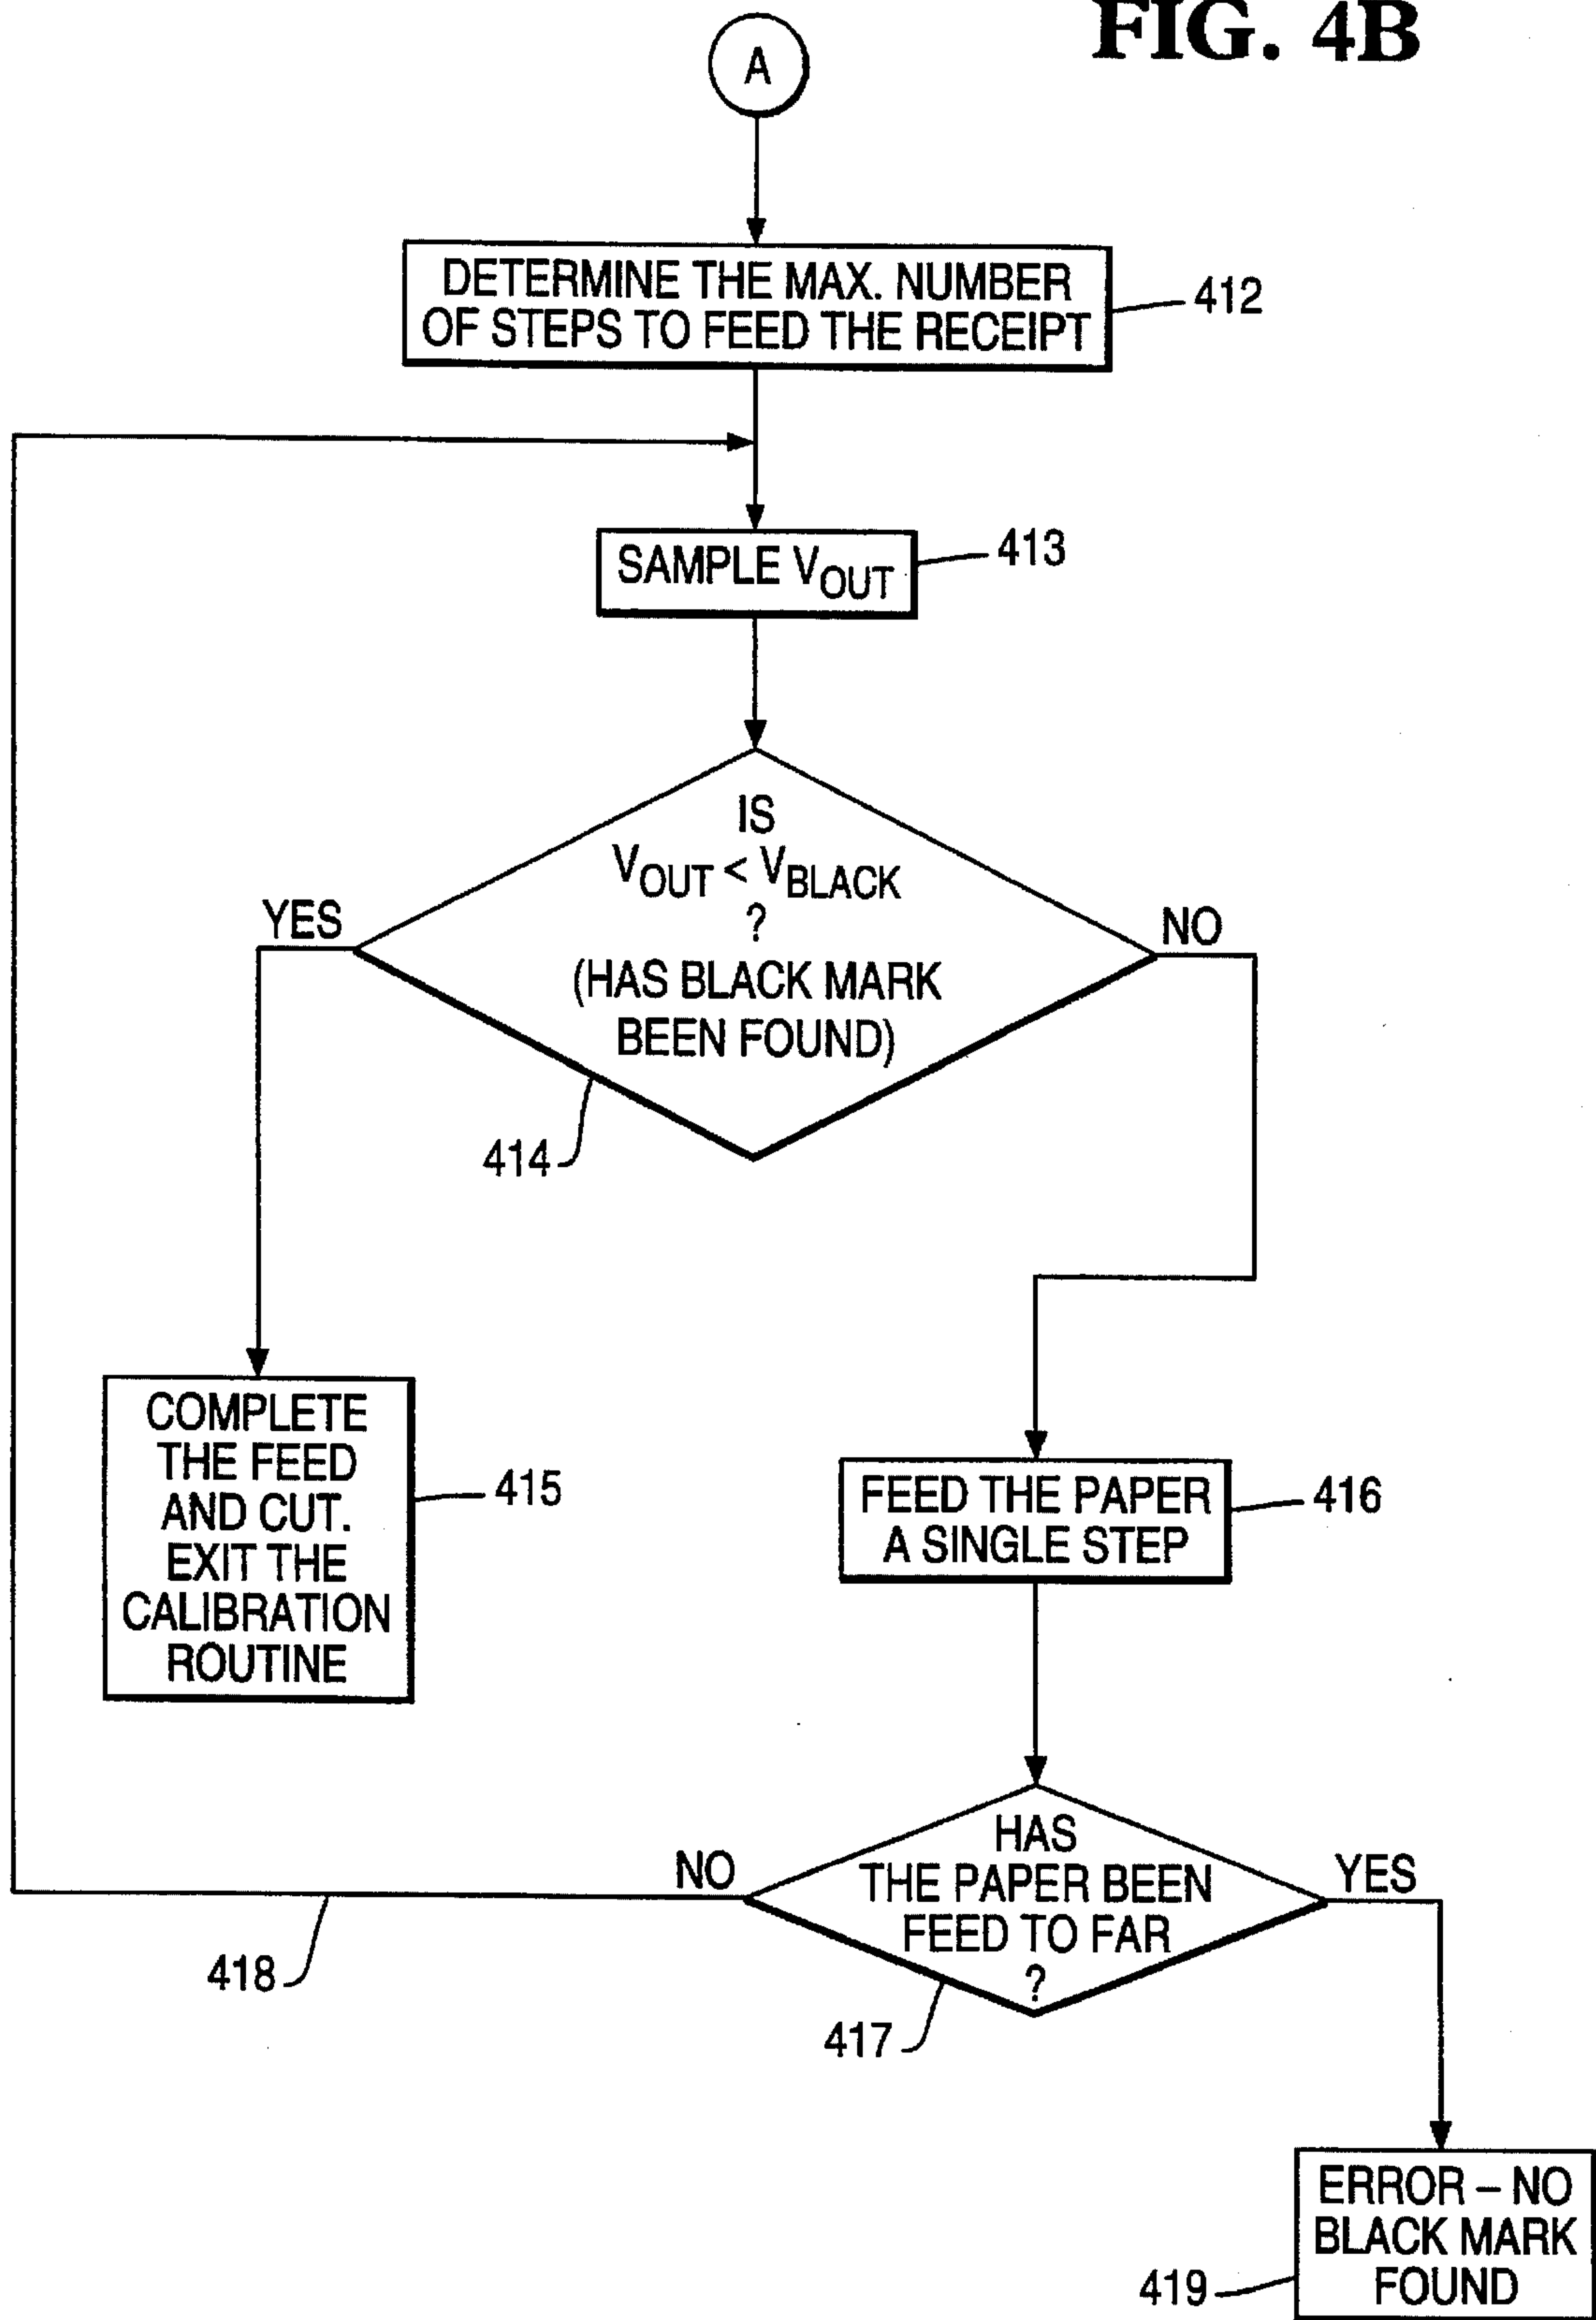 FIG. 4B
A
DETERMINE THE MAX. NUMBER
OF STEPS TO FEED THE RECEIPT
412
SAMPLE VOUT
413
IS
VOUT < VBLACK
?
(HAS BLACK MARK
BEEN FOUND)
YES
NO
414
COMPLETE
THE FEED
AND CUT.
EXIT THE
CALIBRATION
ROUTINE
415
FEED THE PAPER
A SINGLE STEP
416
HAS
THE PAPER BEEN
FEED TO FAR
?
NO
YES
418
417
ERROR – NO
BLACK MARK
FOUND
419